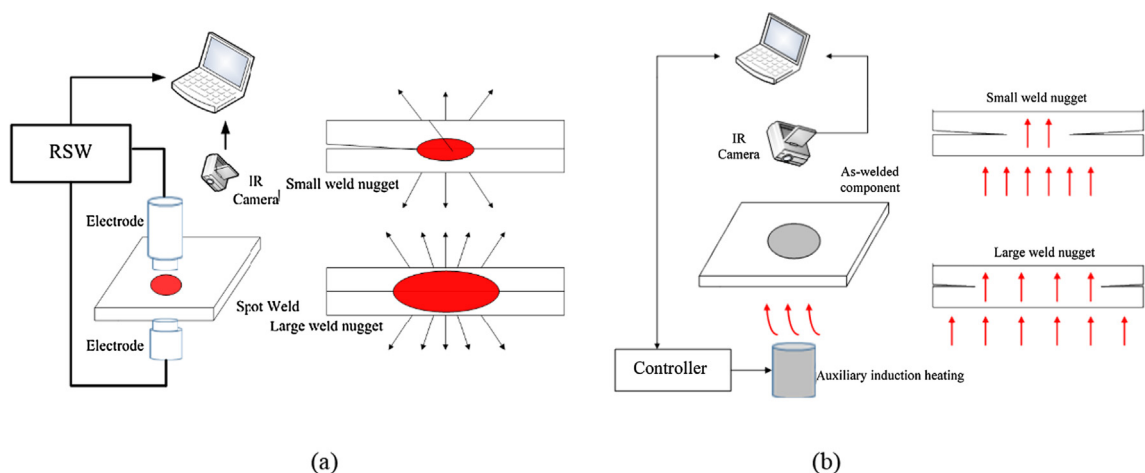 RSW
IR
Camera
Small weld nugget
Electrode
Spot Weld
Large weld nugget
Electrode
(a)
IR
Camera
As-welded
component
Small weld nugget
Large weld nugget
Controller
Auxiliary induction heating
(b)